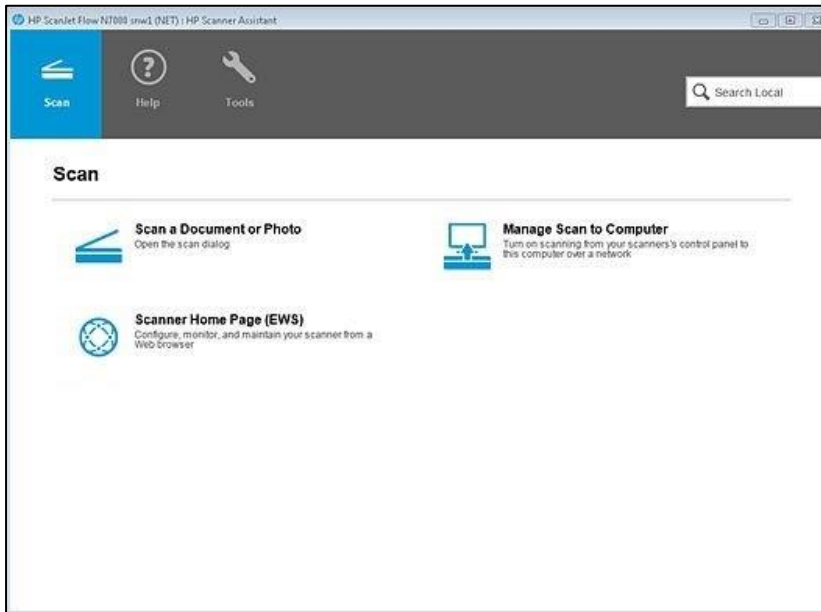 HP ScanJet Flow N7000 snw1 (NET) : HP Scanner Assistant
Scan
Help
Tools
Search Local
Scan
Scan a Document or Photo
Open the scan dialog
Manage Scan to Computer
Turn on scanning from your scanners's control panel to
this computer over a network
Scanner Home Page (EWS)
Configure, monitor, and maintain your scanner from a
Web browser